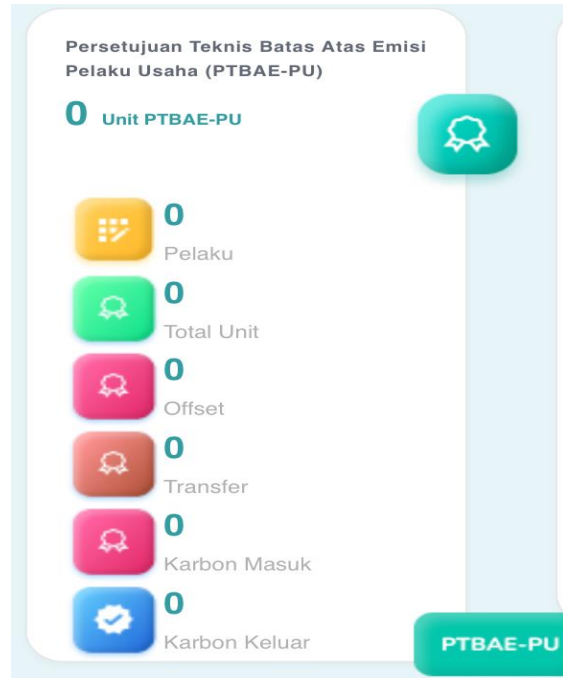 Persetujuan Teknis Batas Atas Emisi
Pelaku Usaha (PTBAE-PU)
0 Unit PTBAE-PU
0
Pelaku
0
Total Unit
0
Offset
0
Transfer
0
Karbon Masuk
0
Karbon Keluar
PTBAE-PU